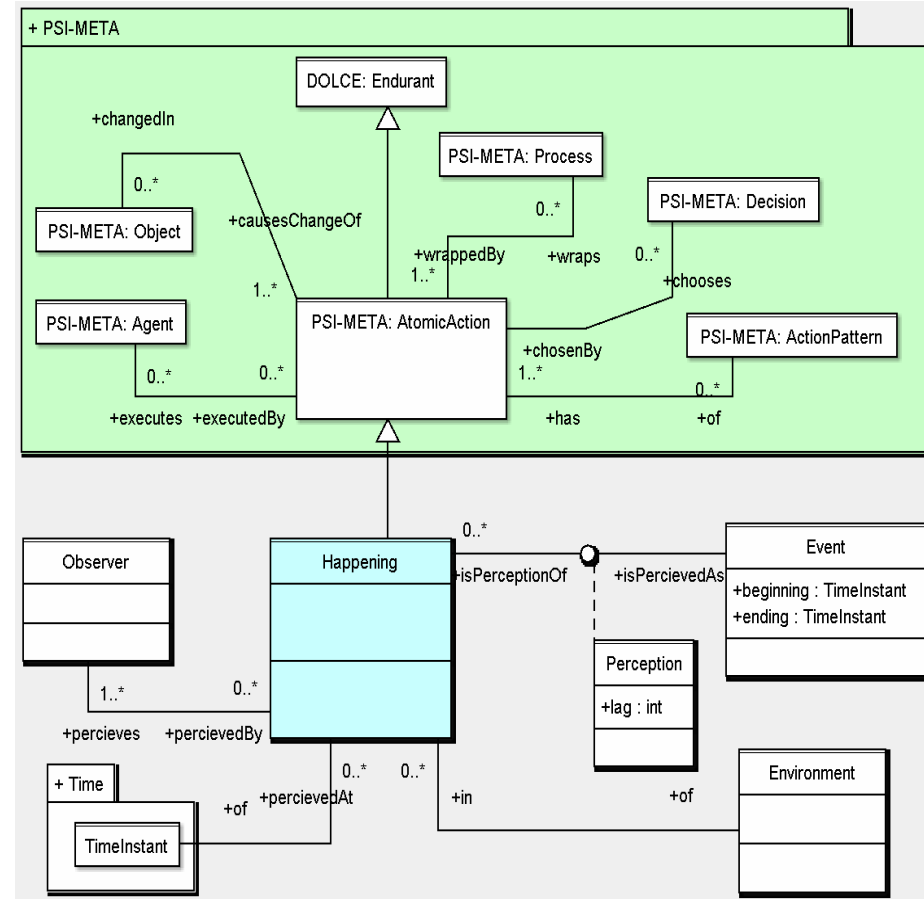 + PSI-META
DOLCE: Endurant
+changedIn
0..*
PSI-META: Process
PSI-META: Object
+causesChangeOf
0..*
PSI-META: Decision
+wrappedBy
+wraps
0..*
1..*
1..*
+chooses
PSI-META: Agent
PSI-META: AtomicAction
PSI-META: ActionPattern
+chosenBy
0..*
0..*
1..*
0..*
+executes
+executedBy
+has
+of
0..*
Observer
Happening
Event
+isPerceptionOf
+isPercievedAs
+beginning : TimeInstant
+ending : TimeInstant
Perception
1..*
0..*
+lag : int
+percieves
+percievedBy
0..*
0..*
Environment
+ Time
+of
+percievedAt
+in
+of
TimeInstant